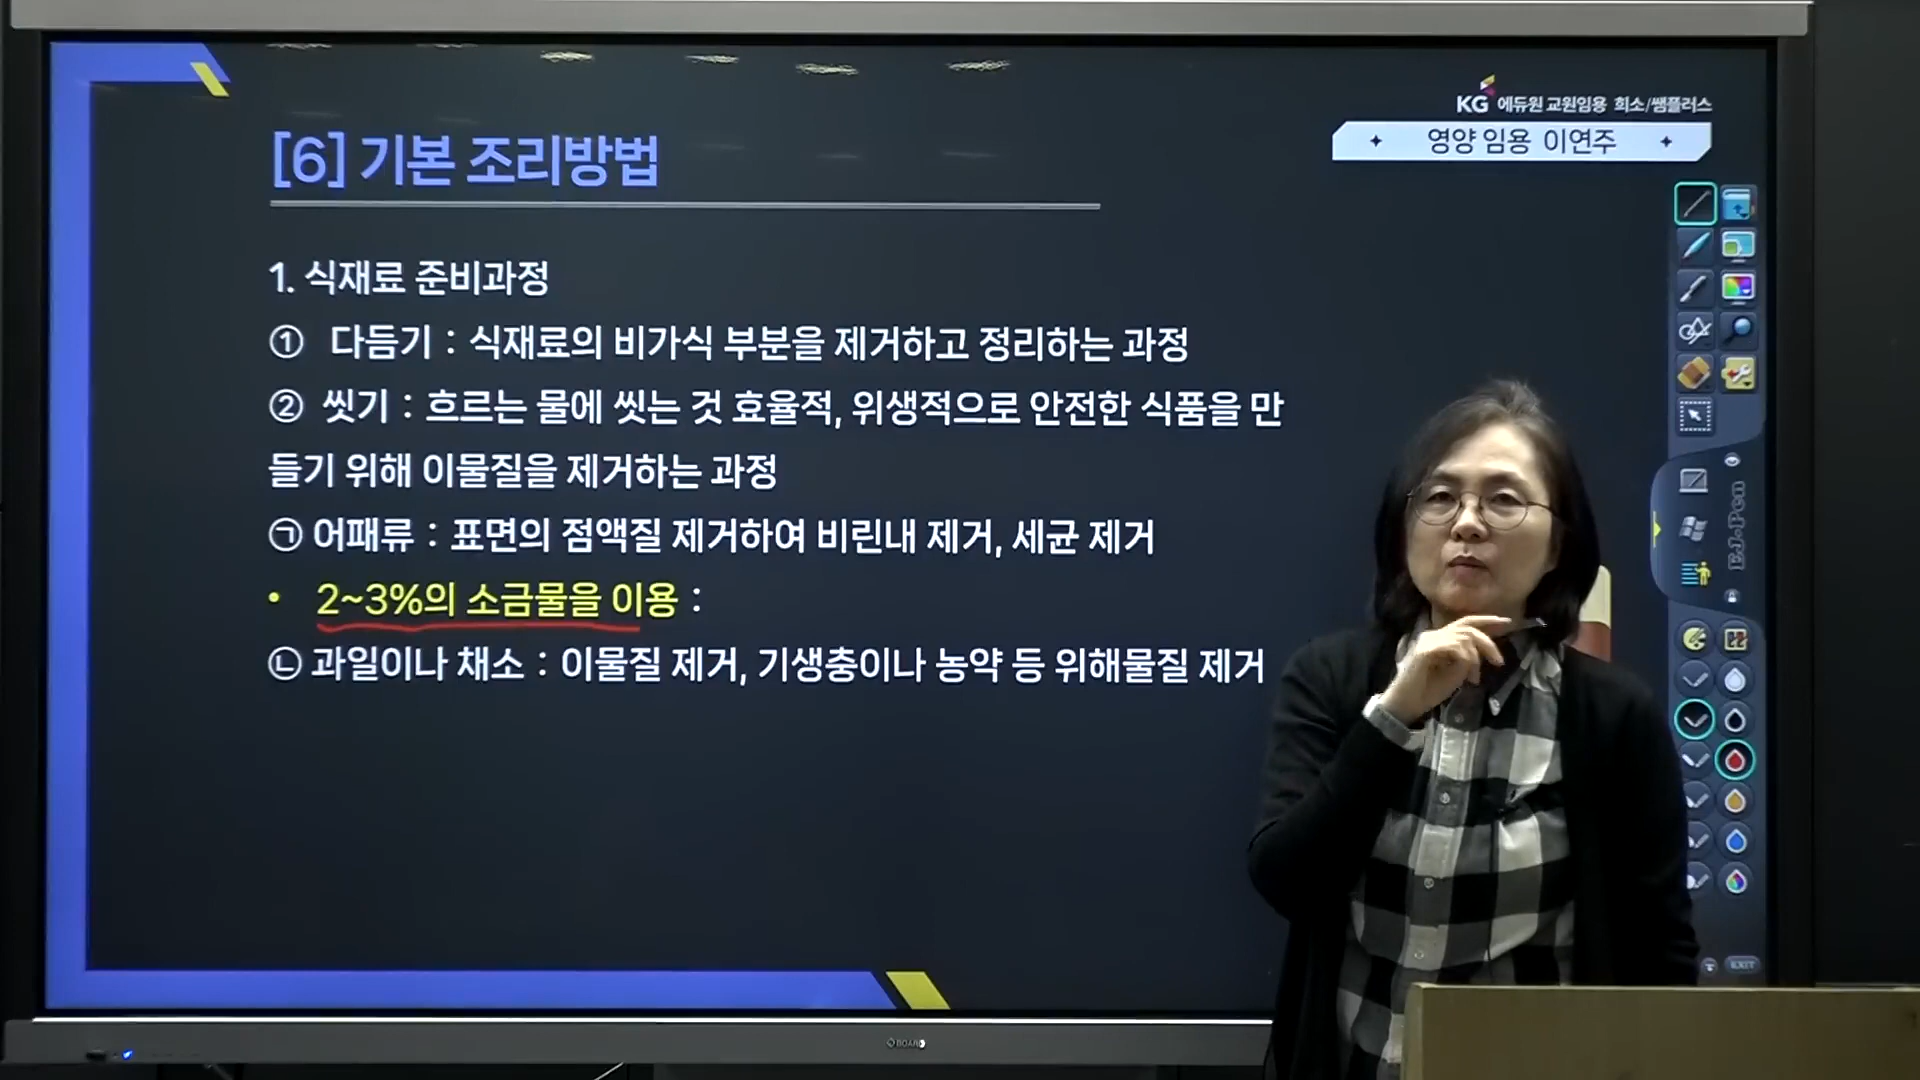 KG 에듀원 교원임용 희소/쌤플러스
영양 임용 이연주
[6] 기본 조리방법
1. 식재료 준비과정
① 다듬기 : 식재료의 비가식 부분을 제거하고 정리하는 과정
② 씻기 : 흐르는 물에 씻는 것 효율적, 위생적으로 안전한 식품을 만
들기 위해 이물질을 제거하는 과정
㉠ 어패류 : 표면의 점액질 제거하여 비린내 제거, 세균 제거
• 2~3%의 소금물을 이용 :
㉡ 과일이나 채소 : 이물질 제거, 기생충이나 농약 등 위해물질 제거
EXIT